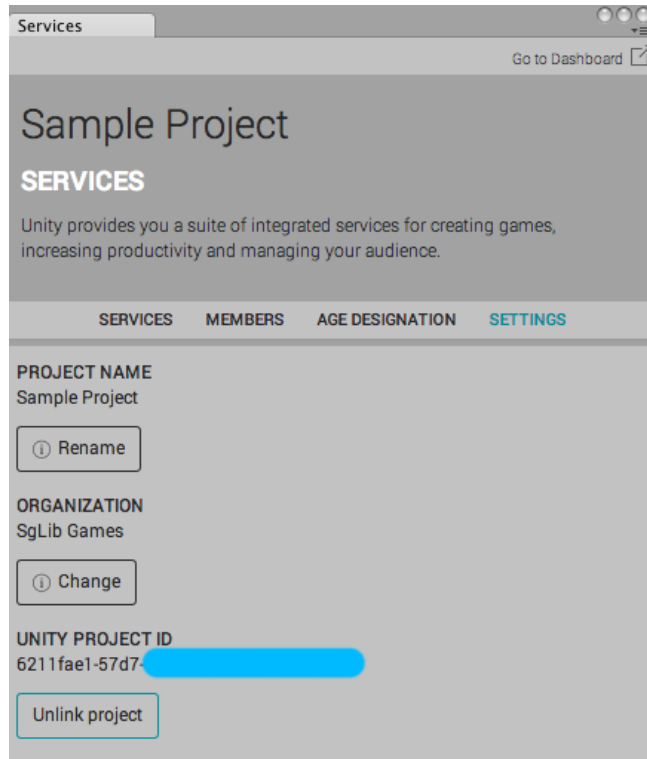 Services
Go to Dashboard
Sample Project
SERVICES
Unity provides you a suite of integrated services for creating games,
increasing productivity and managing your audience.
SERVICES MEMBERS AGE DESIGNATION SETTINGS
PROJECT NAME
Sample Project
Rename
ORGANIZATION
SgLib Games
Change
UNITY PROJECT ID
6211fae1-57d7-
Unlink project